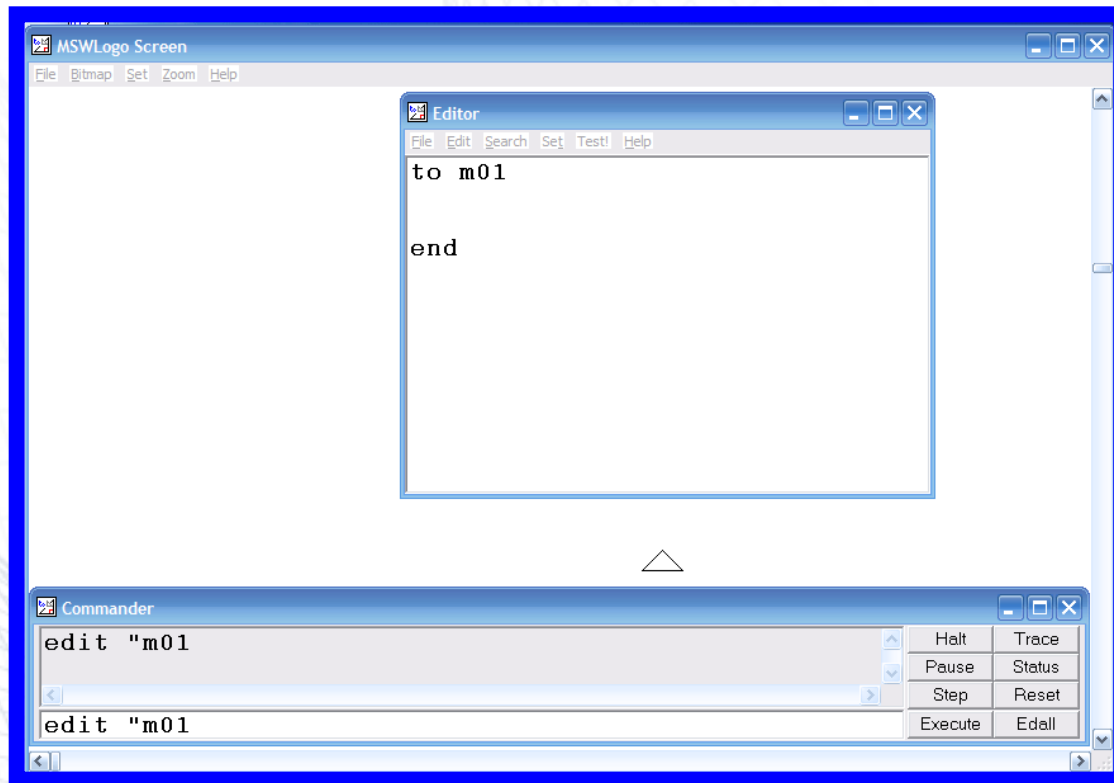 MSWLogo Screen
File Bitmap Set Zoom Help
Editor
File Edit Search Set Test! Help
to m01
end
Commander
edit "m01
Halt Trace
Pause Status
Step Reset
edit "m01
Execute Edall